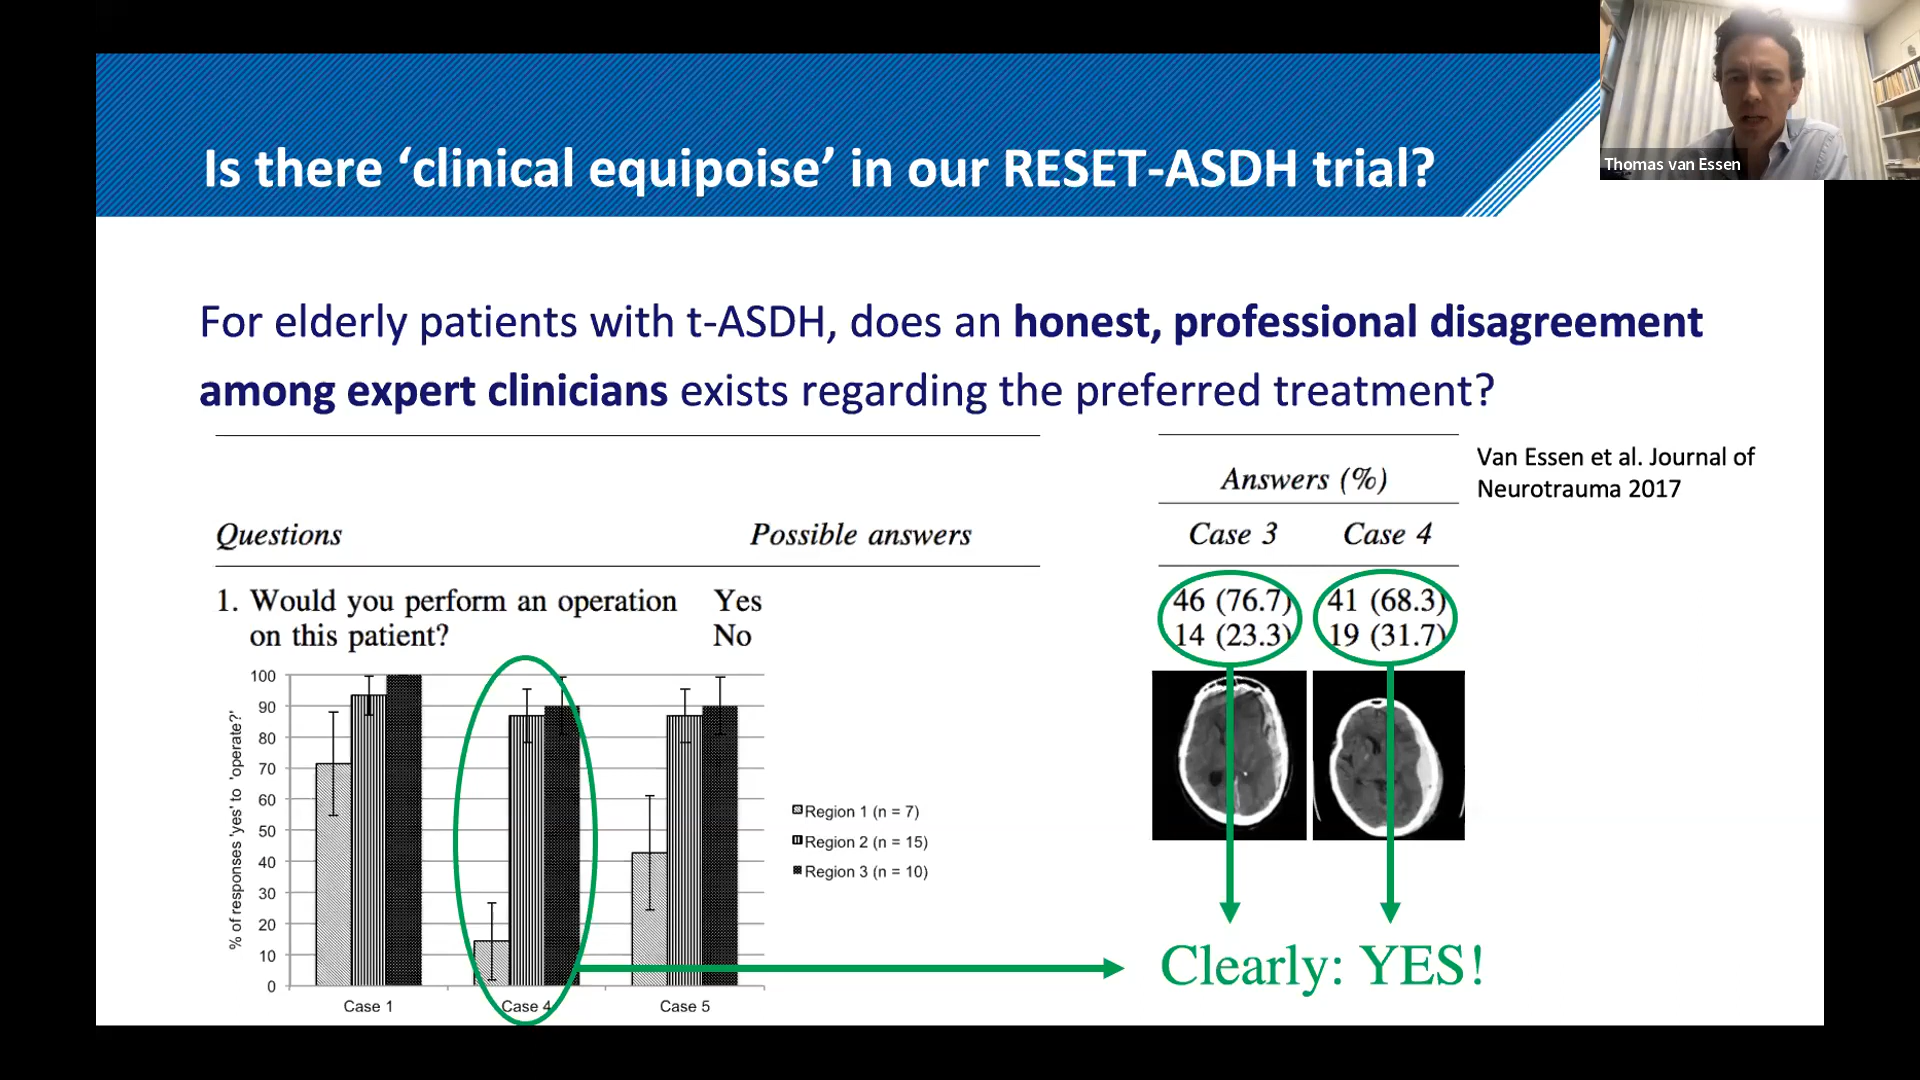 Thomas van Essen
Is there ‘clinical equipoise’ in our RESET-ASDH trial?
For elderly patients with t-ASDH, does an honest, professional disagreement
among expert clinicians exists regarding the preferred treatment?
Van Essen et al. Journal of
Neurotrauma 2017
Answers (%)
Questions Possible answers Case 3 Case 4
1. Would you perform an operation Yes 46 (76.7) 41 (68.3)
on this patient? No 14 (23.3) 19 (31.7)
% of responses 'yes' to 'operate?'
100
90
80
70
60
50
40
30
20
10
0
Case 1 Case 4 Case 5
Region 1 (n = 7)
Region 2 (n = 15)
Region 3 (n = 10)
Clearly: YES!